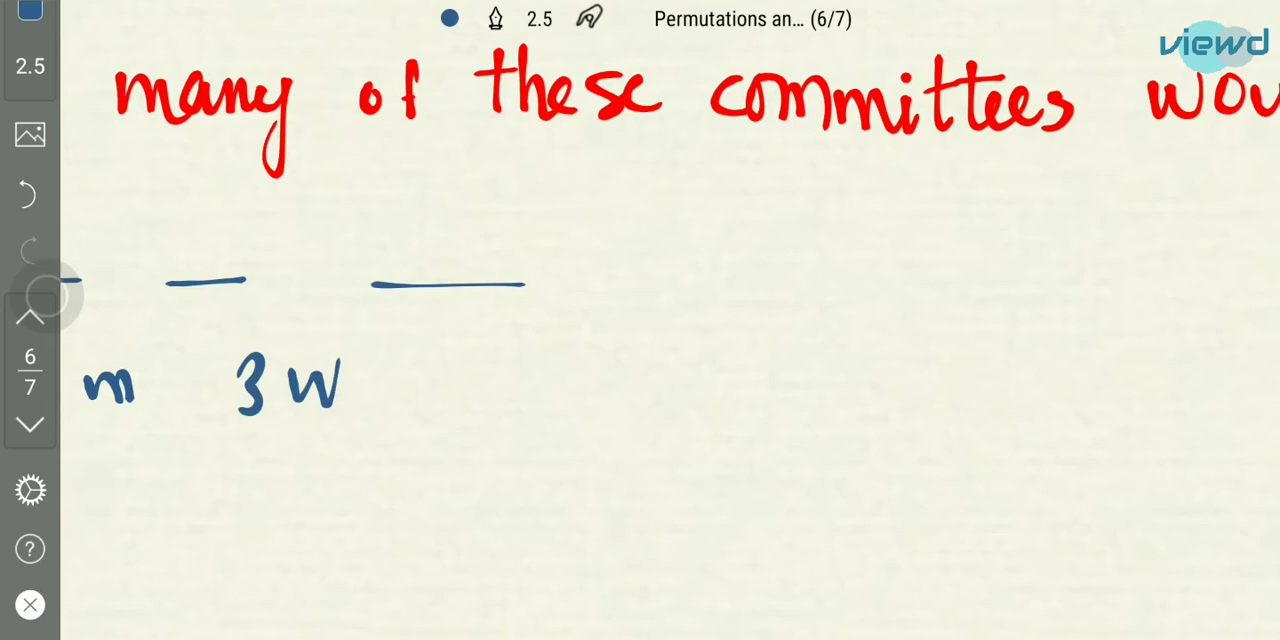 2.5 Permutations an... (6/7)
viewd
2.5
many of these committees wou
6
7
m 3 W
?